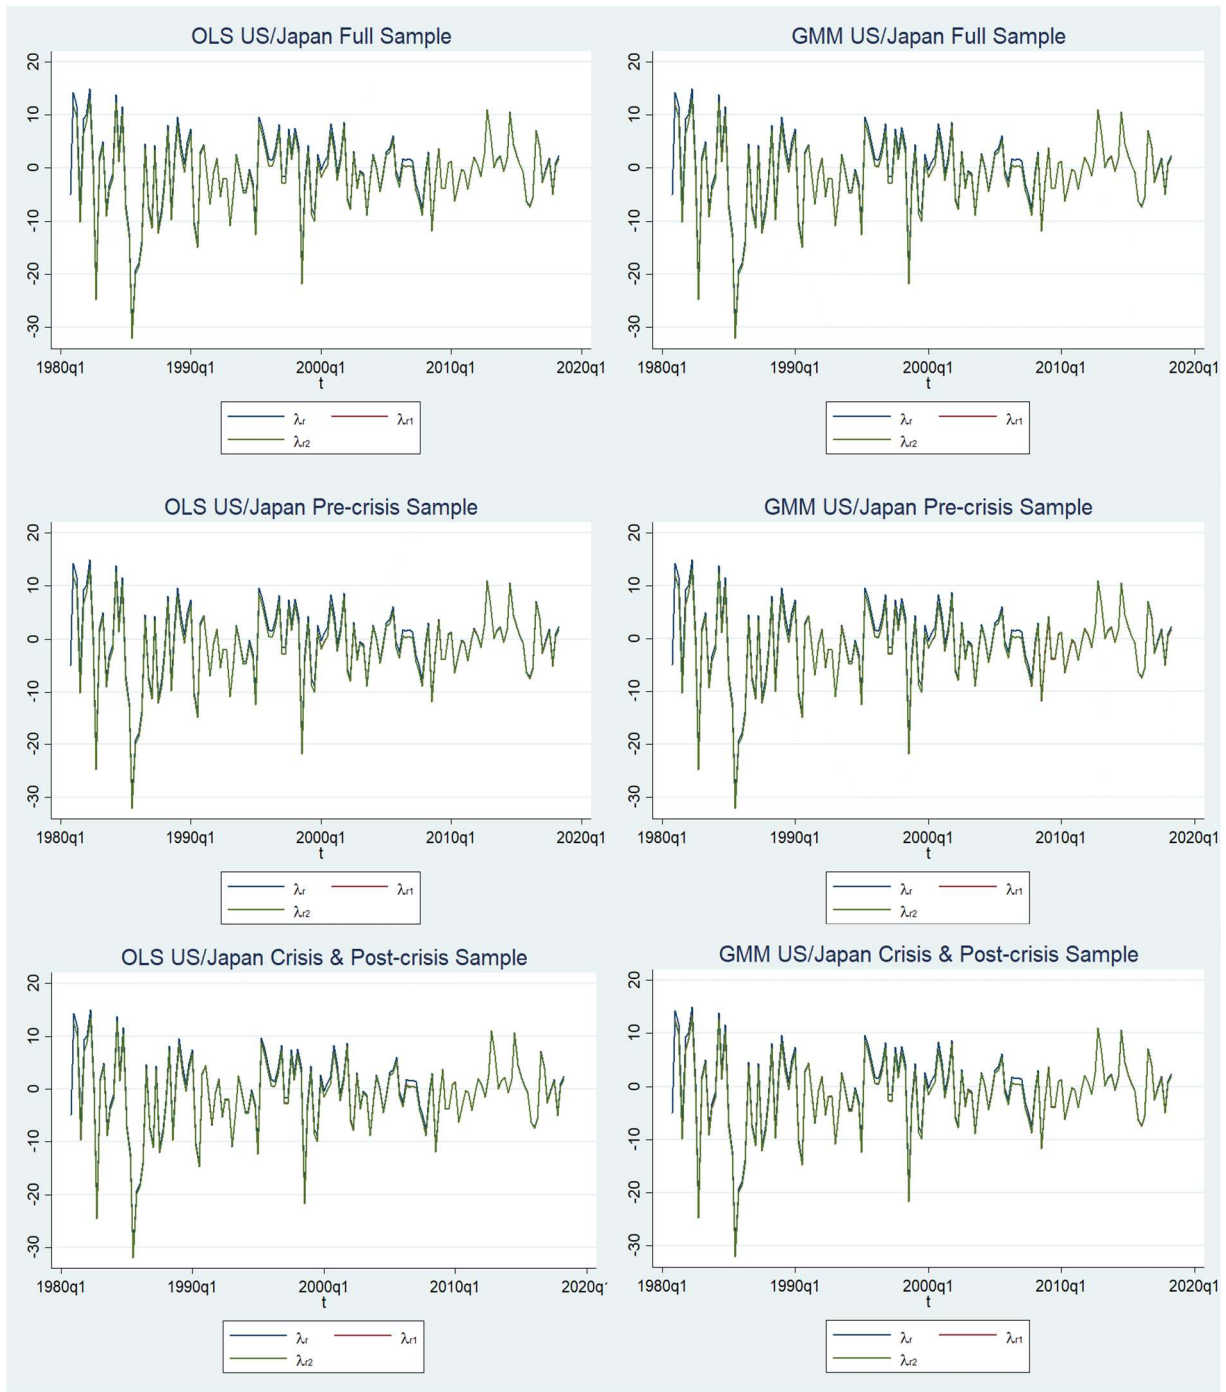 OLS US/Japan Full Sample
20
10
0
-10
-20
-30
1980q1 1990q1 2000q1 2010q1 2020q1
t
λr λr1
λr2
GMM US/Japan Full Sample
20
10
0
-10
-20
-30
1980q1 1990q1 2000q1 2010q1 2020q1
t
λr λr1
λr2
OLS US/Japan Pre-crisis Sample
20
10
0
-10
-20
-30
1980q1 1990q1 2000q1 2010q1 2020q1
t
λr λr1
λr2
GMM US/Japan Pre-crisis Sample
20
10
0
-10
-20
-30
1980q1 1990q1 2000q1 2010q1 2020q1
t
λr λr1
λr2
OLS US/Japan Crisis & Post-crisis Sample
20
10
0
-10
-20
-30
1980q1 1990q1 2000q1 2010q1 2020q
t
λr λr1
λr2
GMM US/Japan Crisis & Post-crisis Sample
20
10
0
-10
-20
-30
1980q1 1990q1 2000q1 2010q1 2020q1
t
λr λr1
λr2